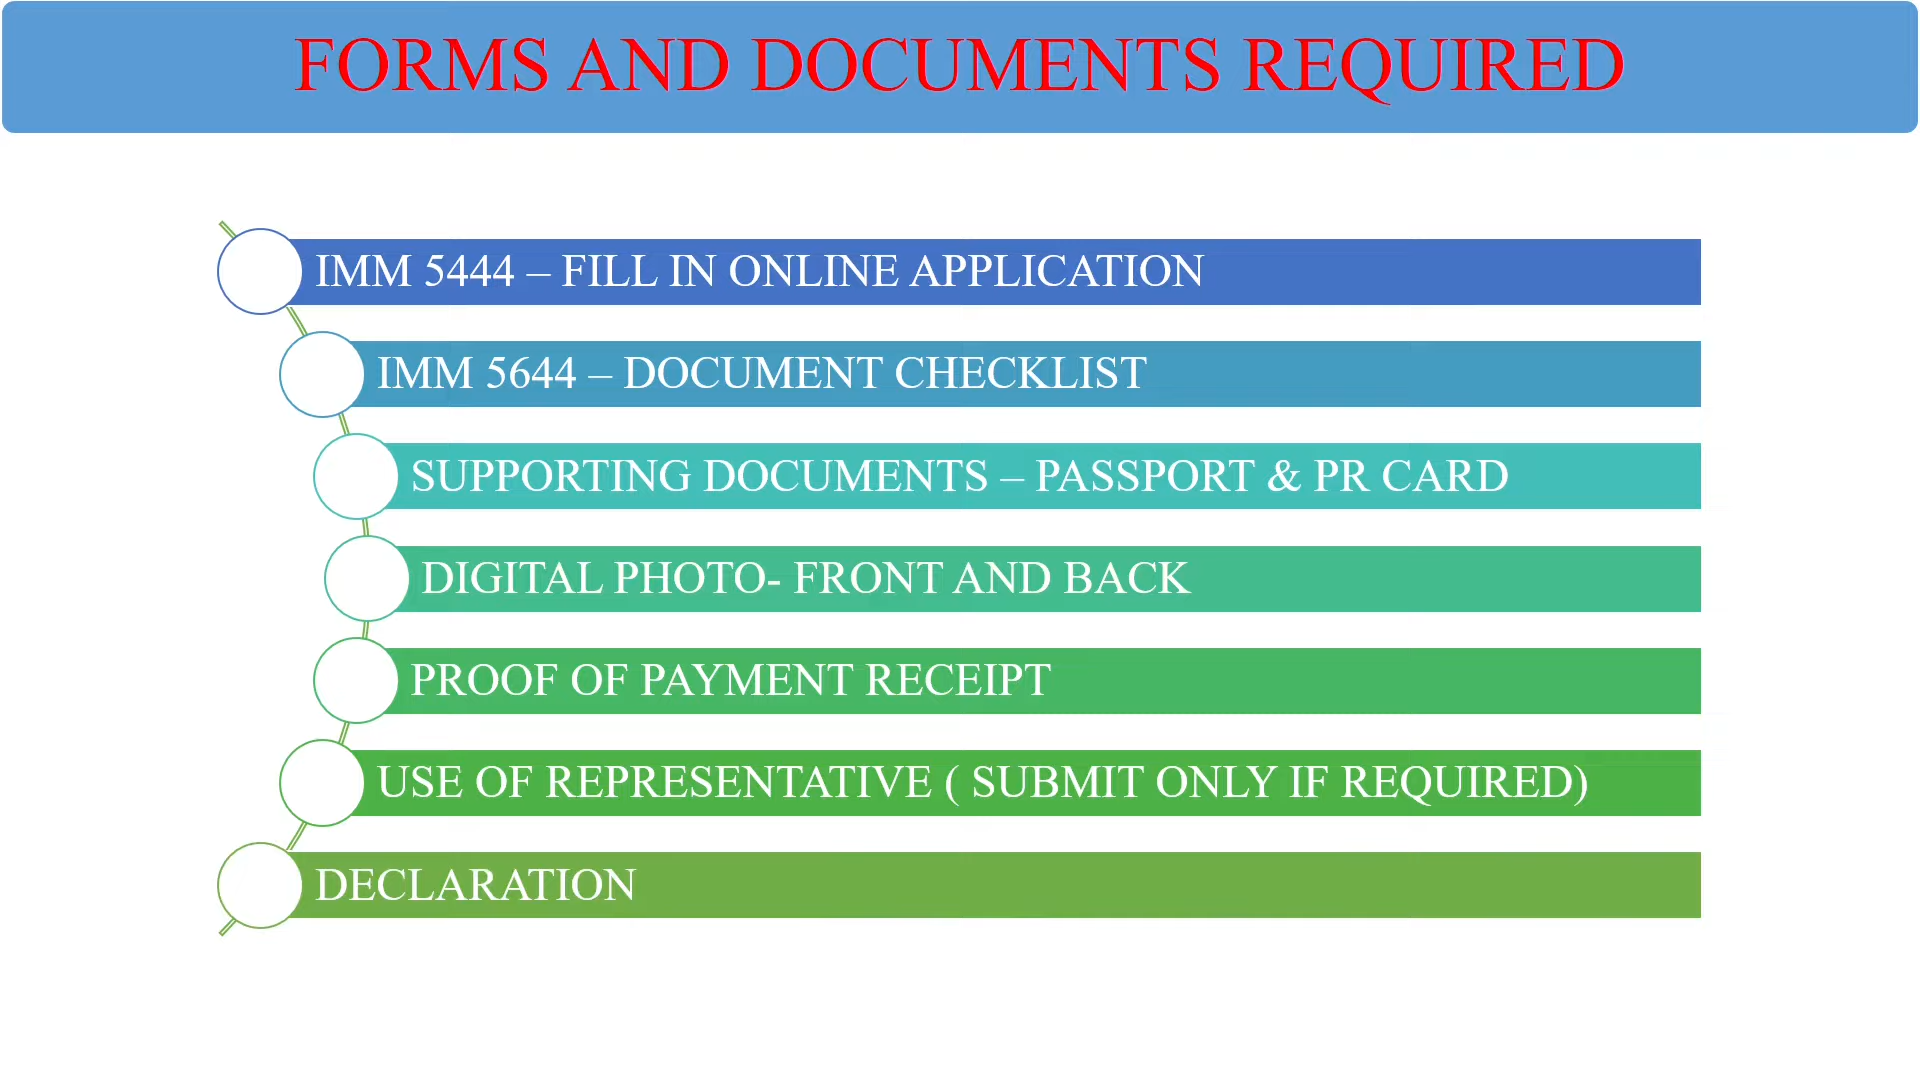 FORMS AND DOCUMENTS REQUIRED
IMM 5444 – FILL IN ONLINE APPLICATION
IMM 5644 – DOCUMENT CHECKLIST
SUPPORTING DOCUMENTS – PASSPORT & PR CARD
DIGITAL PHOTO- FRONT AND BACK
PROOF OF PAYMENT RECEIPT
USE OF REPRESENTATIVE ( SUBMIT ONLY IF REQUIRED)
DECLARATION